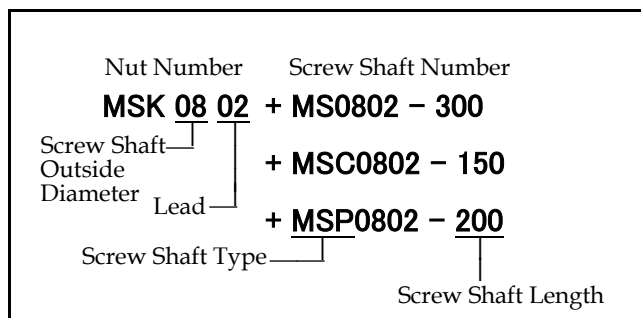 Nut Number
Screw Shaft Number
MSK 08 02 + MS0802 − 300
Screw Shaft
Outside
Diameter
+ MSC0802 − 150
Lead
+ MSP0802 − 200
Screw Shaft Type
Screw Shaft Length